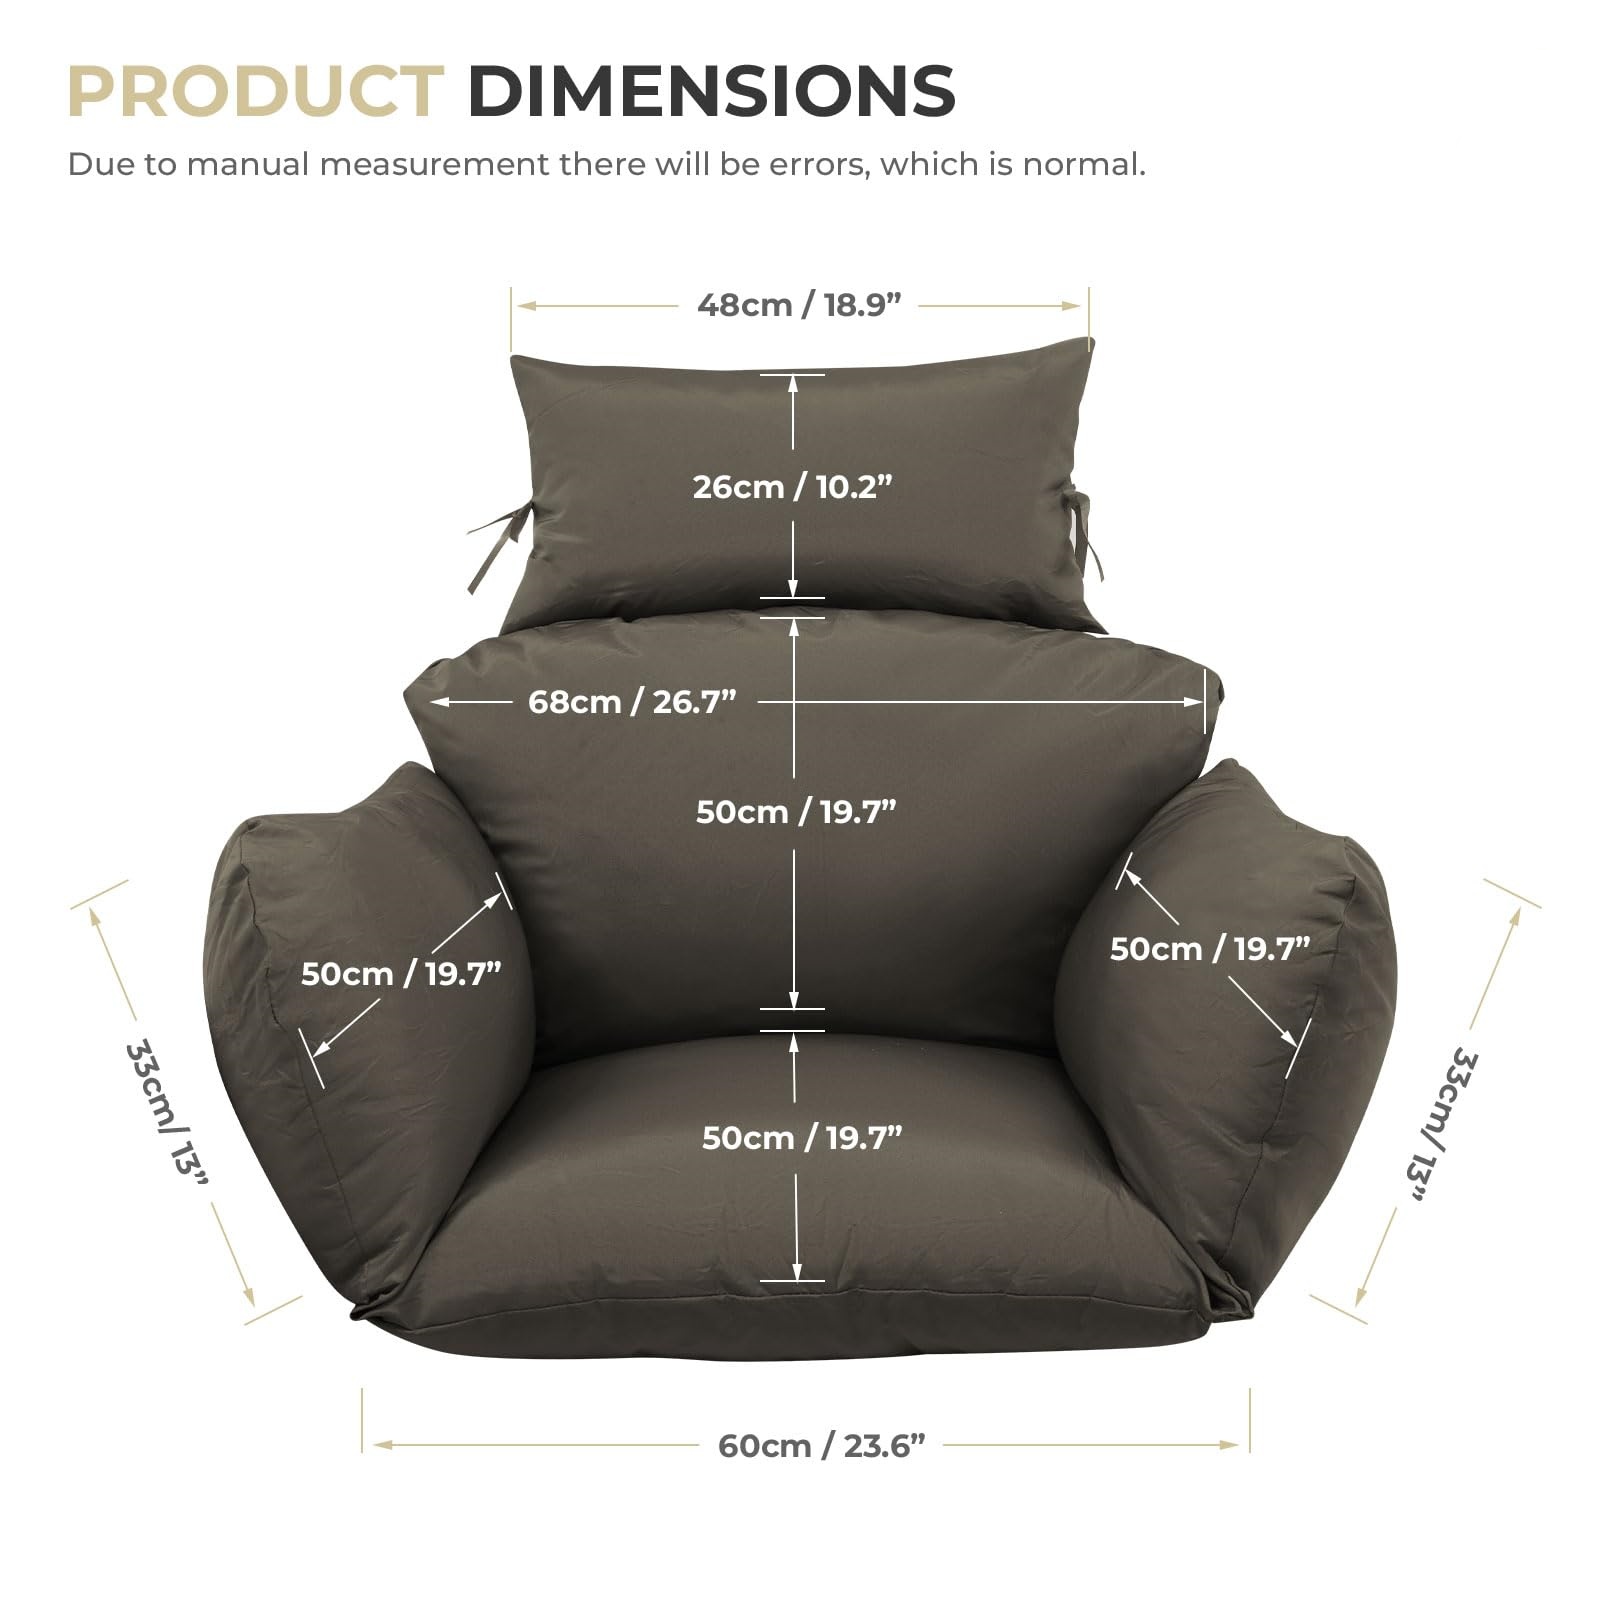 PRODUCT DIMENSIONS
Due to manual measurement there will be errors, which is normal.
48cm / 18.9”
26cm / 10.2”
68cm / 26.7”
50cm / 19.7”
50cm / 19.7”
50cm / 19.7”
33cm/ 13”
33cm/ 13”
50cm / 19.7”
60cm / 23.6”